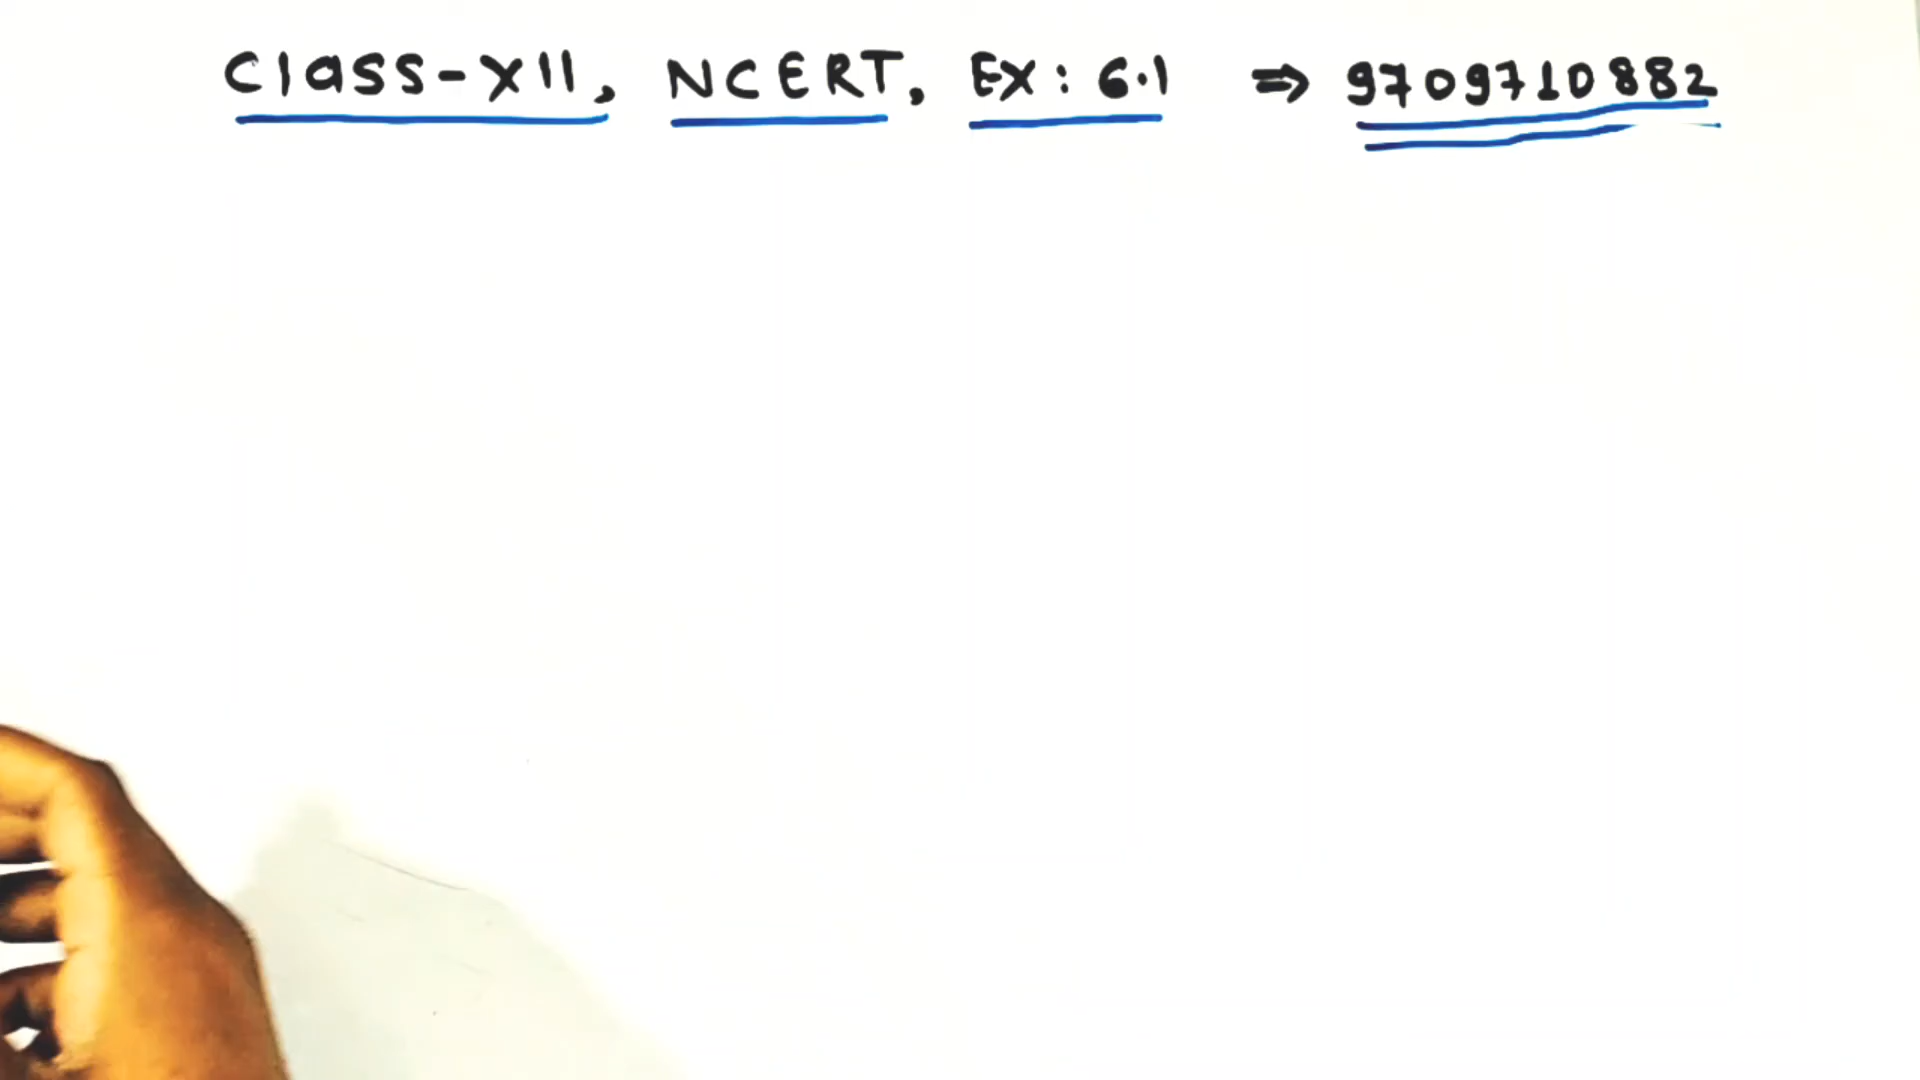 Class-XII, NCERT, EX: 6.1 ⇒ 9709710882